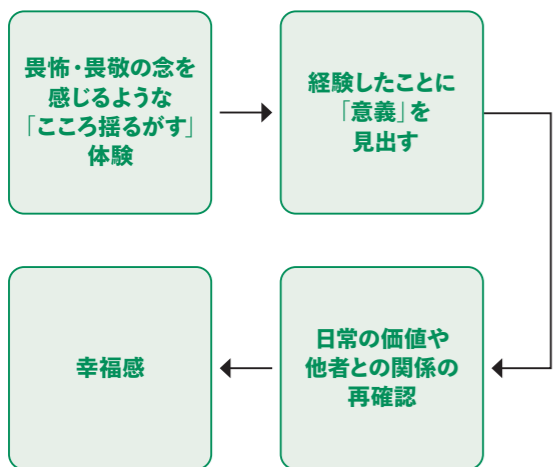 畏怖・畏敬の念を
感じるような
「こころ揺るがす」
体験
経験したことに
「意義」を
見出す
日常の価値や
他者との関係の
再確認
幸福感